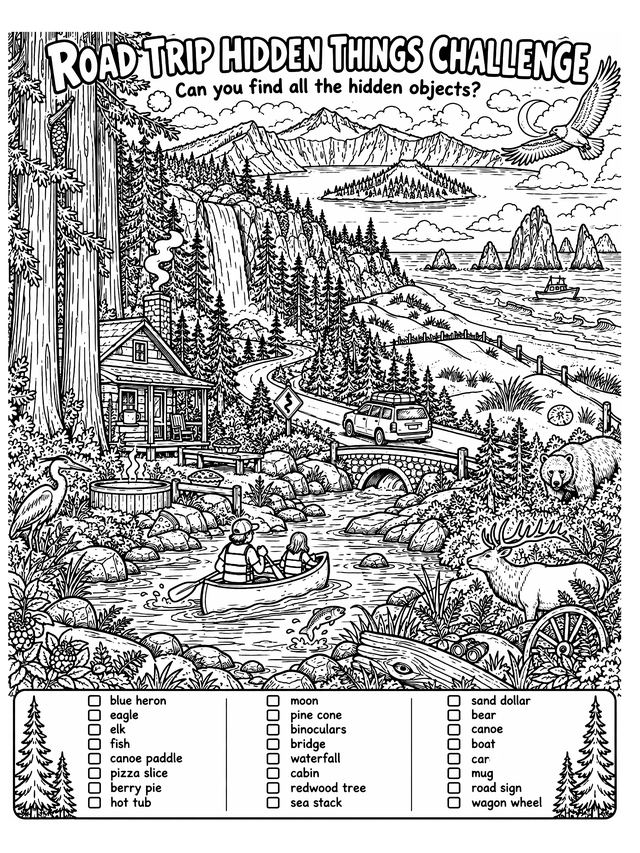 ROAD TRIP HIDDEN THINGS CHALLENGE
Can you find all the hidden objects?
blue heron
eagle
elk
fish
canoe paddle
pizza slice
berry pie
hot tub
moon
pine cone
binoculars
bridge
waterfall
cabin
redwood tree
sea stack
sand dollar
bear
canoe
boat
car
mug
road sign
wagon wheel